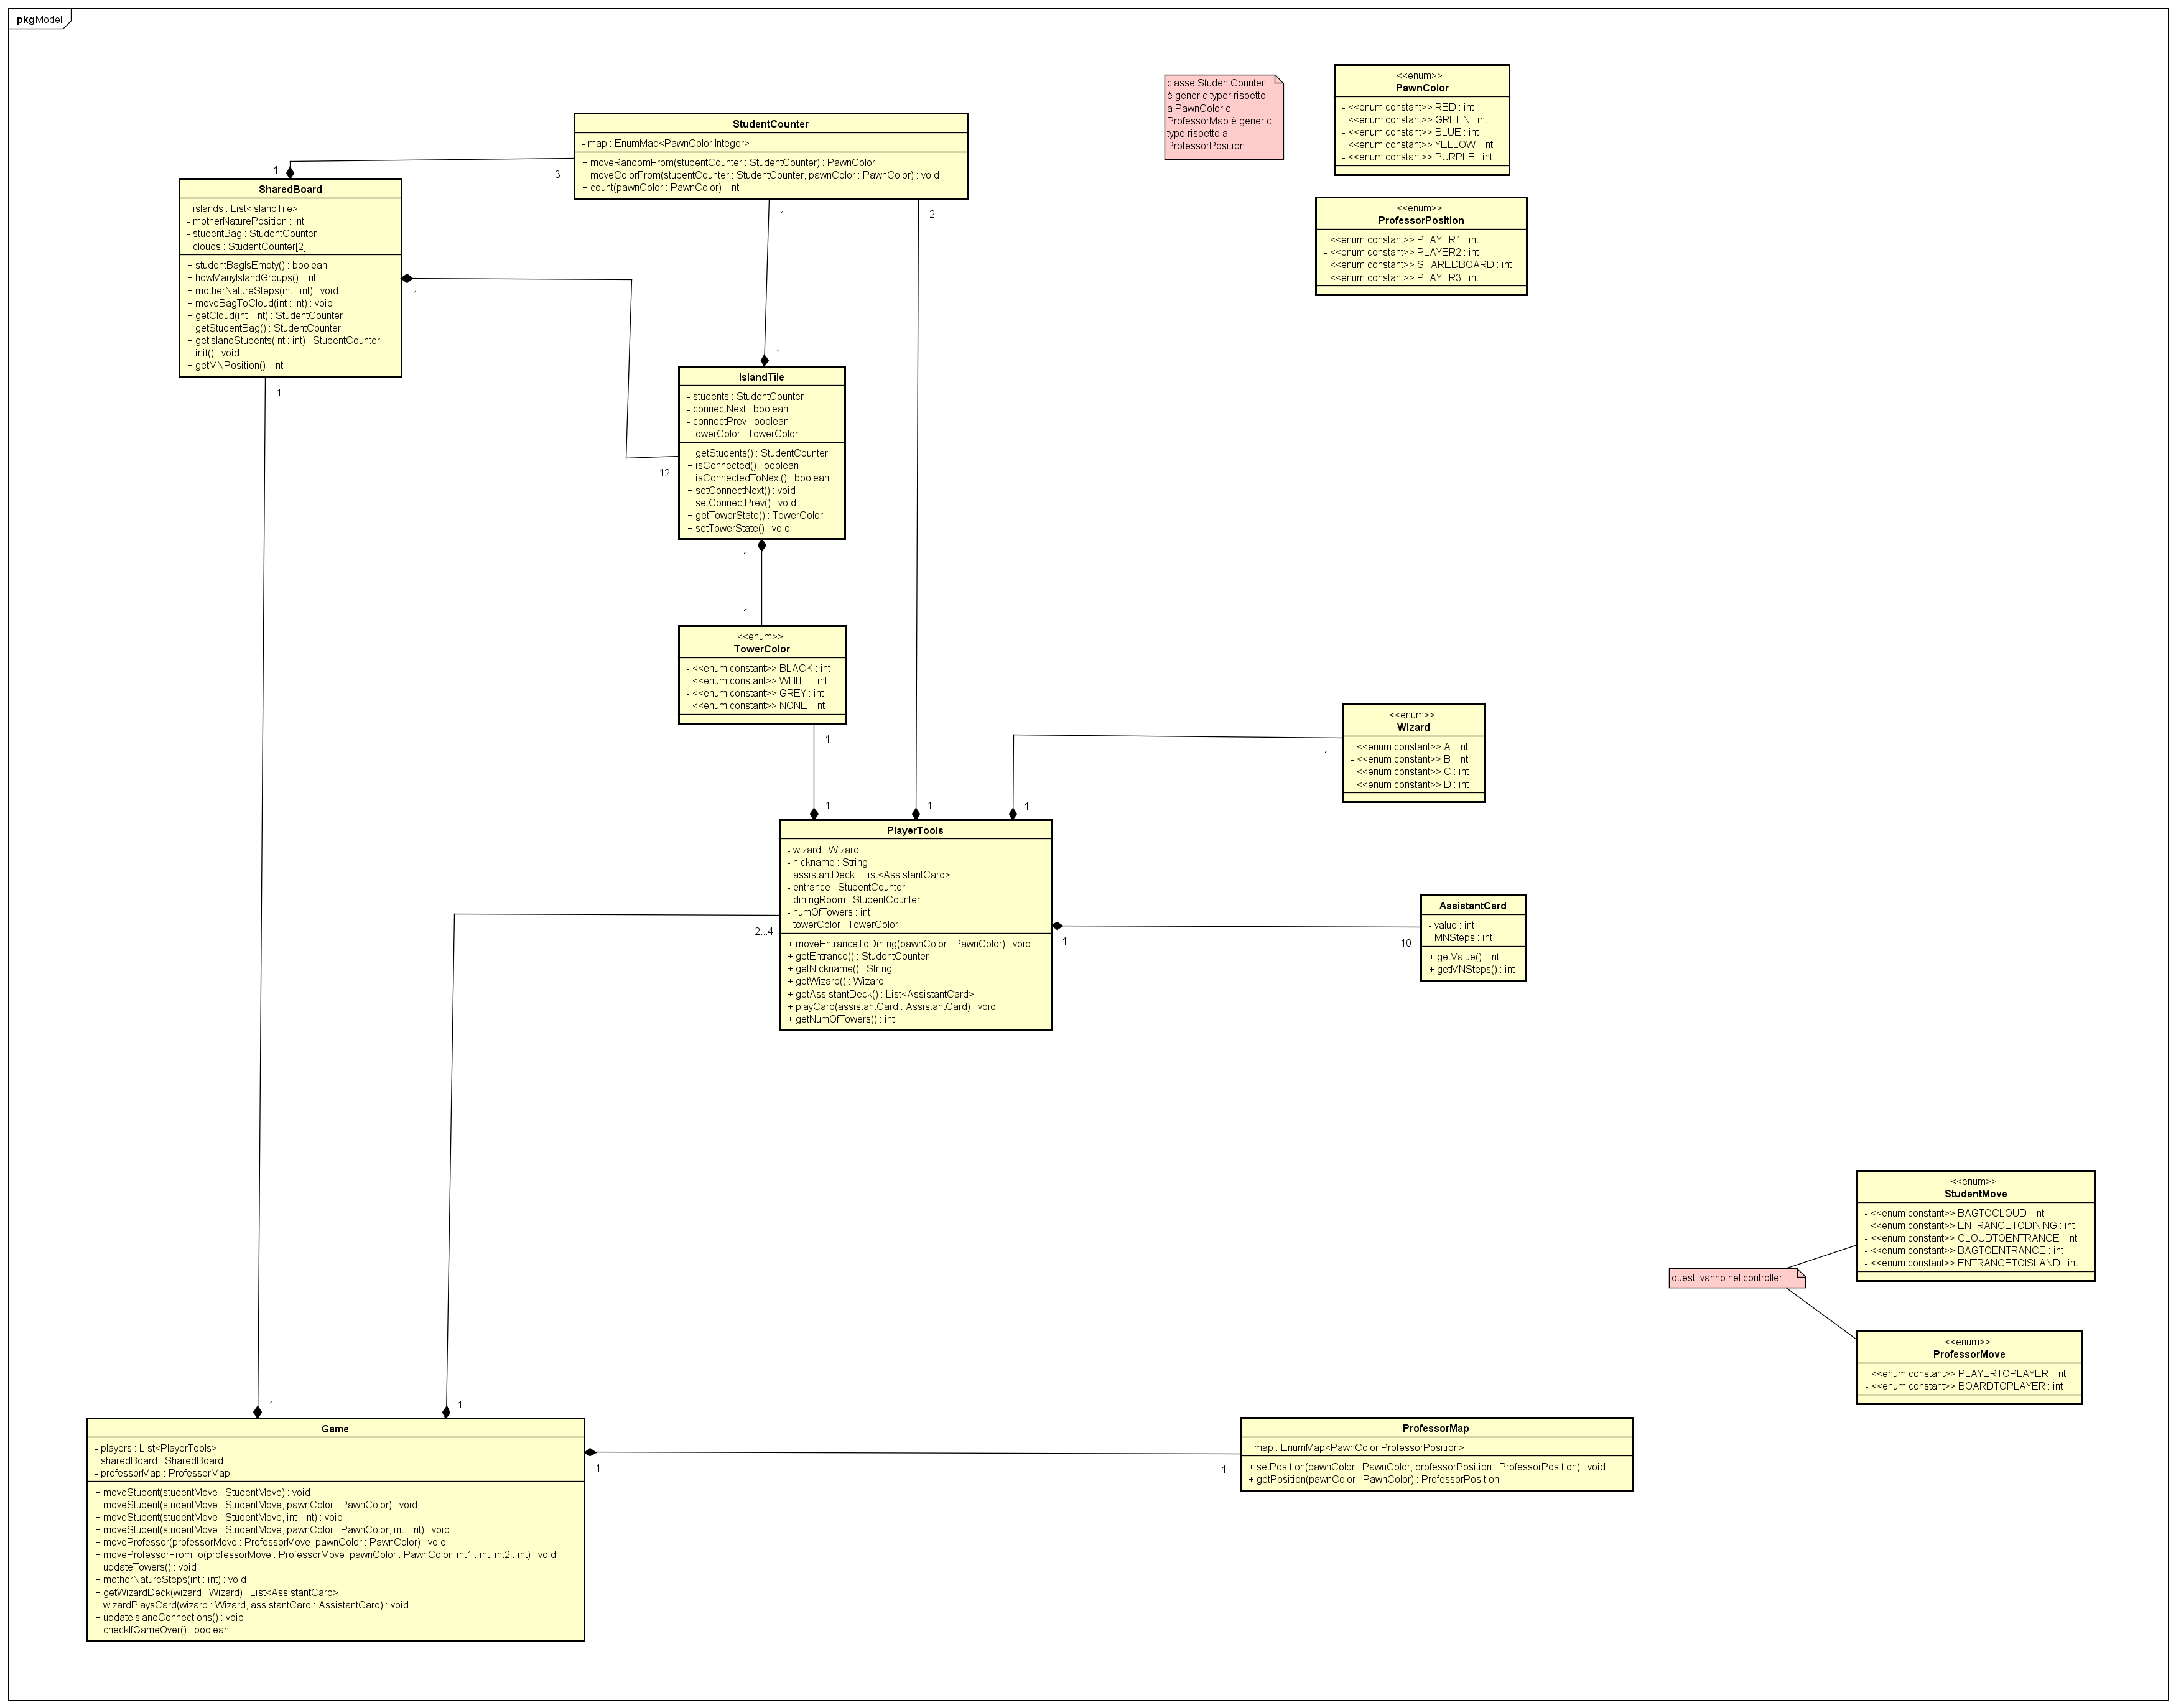 pkg Model
classe StudentCounter
è generic typer rispetto
a PawnColor e
ProfessorMap è generic
type rispetto a
ProfessorPosition
<<enum>>
PawnColor
- <<enum constant>> RED : int
- <<enum constant>> GREEN : int
- <<enum constant>> BLUE : int
- <<enum constant>> YELLOW : int
- <<enum constant>> PURPLE : int
<<enum>>
ProfessorPosition
- <<enum constant>> PLAYER1 : int
- <<enum constant>> PLAYER2 : int
- <<enum constant>> SHAREDBOARD : int
- <<enum constant>> PLAYER3 : int
StudentCounter
- map : EnumMap<PawnColor,Integer>
+ moveRandomFrom(studentCounter : StudentCounter) : PawnColor
+ moveColorFrom(studentCounter : StudentCounter, pawnColor : PawnColor) : void
+ count(pawnColor : PawnColor) : int
1
3
1
2
SharedBoard
- islands : List<IslandTile>
- motherNaturePosition : int
- studentBag : StudentCounter
- clouds : StudentCounter[2]
+ studentBagIsEmpty() : boolean
+ howManyIslandGroups() : int
+ motherNatureSteps(int : int) : void
+ moveBagToCloud(int : int) : void
+ getCloud(int : int) : StudentCounter
+ getStudentBag() : StudentCounter
+ getIslandStudents(int : int) : StudentCounter
+ init() : void
+ getMNPosition() : int
1
1
1
12
IslandTile
- students : StudentCounter
- connectNext : boolean
- connectPrev : boolean
- towerColor : TowerColor
+ getStudents() : StudentCounter
+ isConnected() : boolean
+ isConnectedToNext() : boolean
+ setConnectNext() : void
+ setConnectPrev() : void
+ getTowerState() : TowerColor
+ setTowerState() : void
1
1
<<enum>>
TowerColor
- <<enum constant>> BLACK : int
- <<enum constant>> WHITE : int
- <<enum constant>> GREY : int
- <<enum constant>> NONE : int
1
<<enum>>
Wizard
- <<enum constant>> A : int
- <<enum constant>> B : int
- <<enum constant>> C : int
- <<enum constant>> D : int
1
1
1
1
PlayerTools
- wizard : Wizard
- nickname : String
- assistantDeck : List<AssistantCard>
- entrance : StudentCounter
- diningRoom : StudentCounter
- numOfTowers : int
- towerColor : TowerColor
+ moveEntranceToDining(pawnColor : PawnColor) : void
+ getEntrance() : StudentCounter
+ getNickname() : String
+ getWizard() : Wizard
+ getAssistantDeck() : List<AssistantCard>
+ playCard(assistantCard : AssistantCard) : void
+ getNumOfTowers() : int
2...4
1
10
AssistantCard
- value : int
- MNSteps : int
+ getValue() : int
+ getMNSteps() : int
<<enum>>
StudentMove
- <<enum constant>> BAGTOCLOUD : int
- <<enum constant>> ENTRANCETODINING : int
- <<enum constant>> CLOUDTOENTRANCE : int
- <<enum constant>> BAGTOENTRANCE : int
- <<enum constant>> ENTRANCETOISLAND : int
questi vanno nel controller
<<enum>>
ProfessorMove
- <<enum constant>> PLAYERTOPLAYER : int
- <<enum constant>> BOARDTOPLAYER : int
1
1
Game
- players : List<PlayerTools>
- sharedBoard : SharedBoard
- professorMap : ProfessorMap
+ moveStudent(studentMove : StudentMove) : void
+ moveStudent(studentMove : StudentMove, pawnColor : PawnColor) : void
+ moveStudent(studentMove : StudentMove, int : int) : void
+ moveStudent(studentMove : StudentMove, pawnColor : PawnColor, int : int) : void
+ moveProfessor(professorMove : ProfessorMove, pawnColor : PawnColor) : void
+ moveProfessorFromTo(professorMove : ProfessorMove, pawnColor : PawnColor, int1 : int, int2 : int) : void
+ updateTowers() : void
+ motherNatureSteps(int : int) : void
+ getWizardDeck(wizard : Wizard) : List<AssistantCard>
+ wizardPlaysCard(wizard : Wizard, assistantCard : AssistantCard) : void
+ updateIslandConnections() : void
+ checkIfGameOver() : boolean
1
1
ProfessorMap
- map : EnumMap<PawnColor,ProfessorPosition>
+ setPosition(pawnColor : PawnColor, professorPosition : ProfessorPosition) : void
+ getPosition(pawnColor : PawnColor) : ProfessorPosition